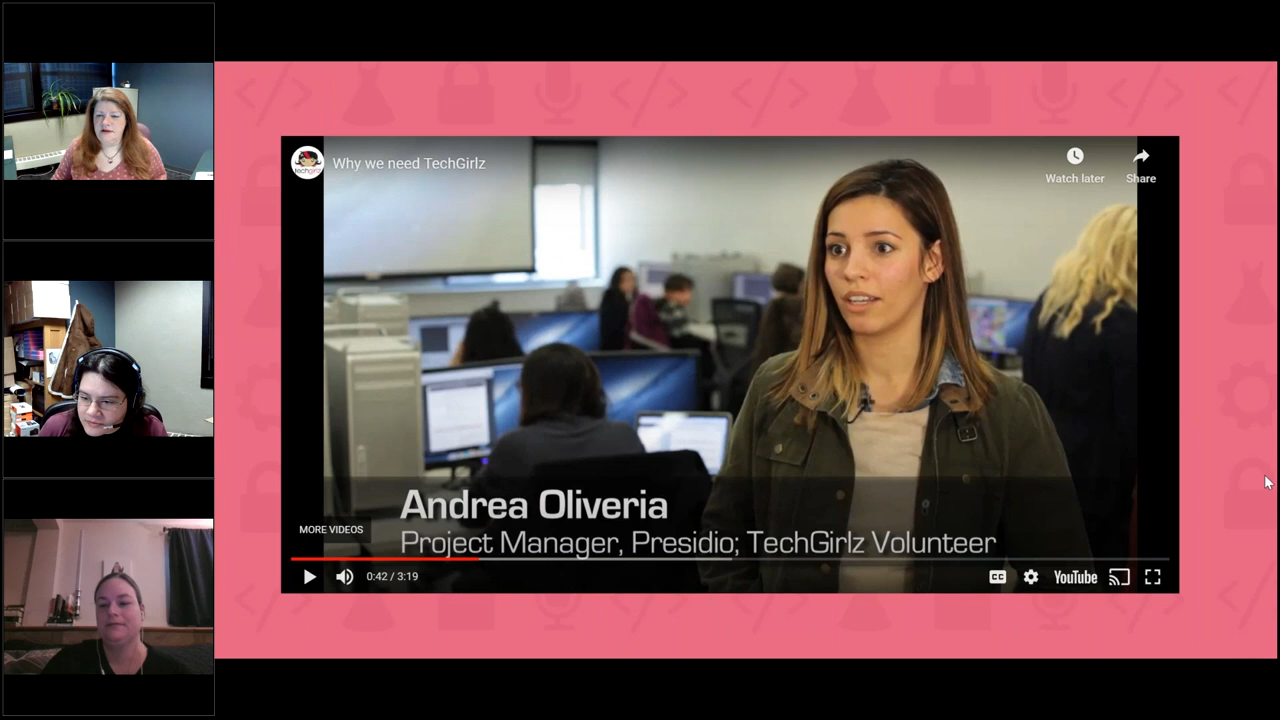 techgirlz
Why we need TechGirlz
Watch later
Share
Andrea Oliveria
Project Manager, Presidio; TechGirlz Volunteer
MORE VIDEOS
0:42 / 3:19
CC
YouTube